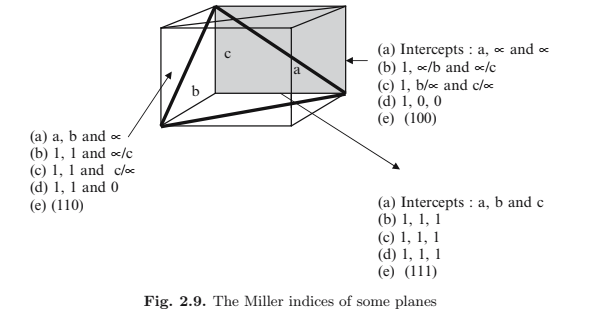 c
a
b
(a) Intercepts : a, ∝ and ∝
(b) 1, ∝/b and ∝/c
(c) 1, b/∝ and c/∝
(d) 1, 0, 0
(e) (100)
(a) a, b and ∝
(b) 1, 1 and ∝/c
(c) 1, 1 and c/∝
(d) 1, 1 and 0
(e) (110)
(a) Intercepts : a, b and c
(b) 1, 1, 1
(c) 1, 1, 1
(d) 1, 1, 1
(e) (111)
Fig. 2.9. The Miller indices of some planes